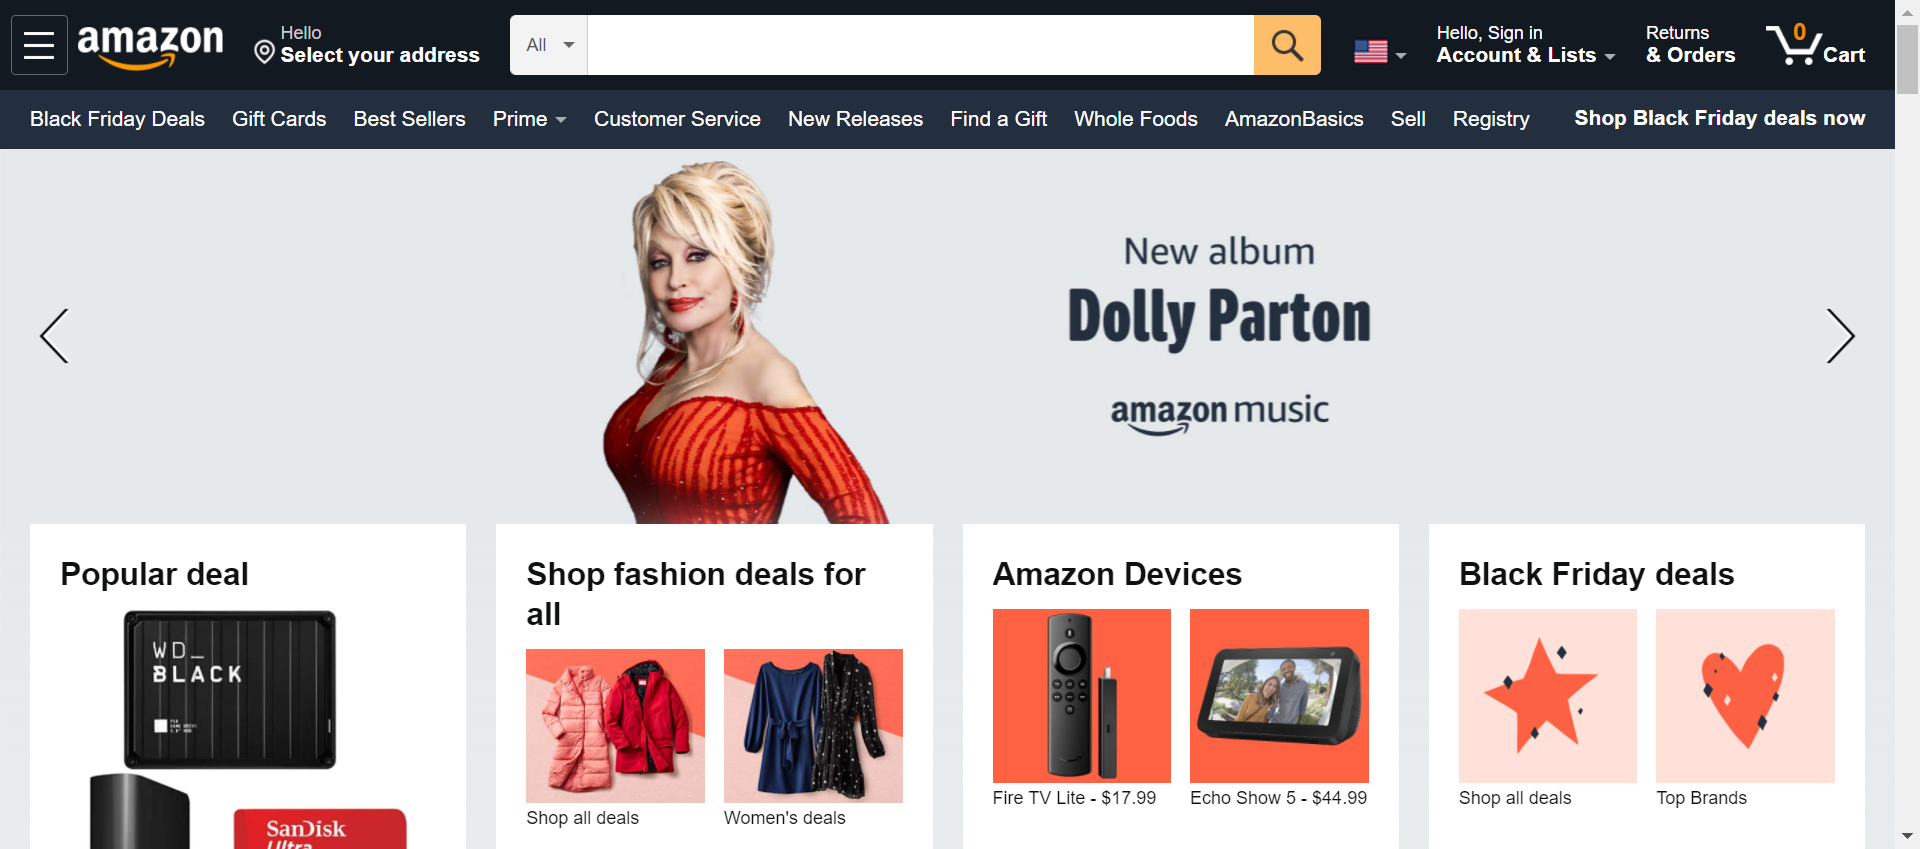 amazon
Hello
Select your address
All
Hello, Sign in
Account & Lists
Returns
& Orders
0
Cart
Black Friday Deals
Gift Cards
Best Sellers
Prime
Customer Service
New Releases
Find a Gift
Whole Foods
AmazonBasics
Sell
Registry
Shop Black Friday deals now
New album
Dolly Parton
amazon music
Popular deal
WD_
BLACK
SanDisk
Ultra
Shop fashion deals for
all
Shop all deals
Women's deals
Amazon Devices
Fire TV Lite - $17.99
Echo Show 5 - $44.99
Black Friday deals
Shop all deals
Top Brands